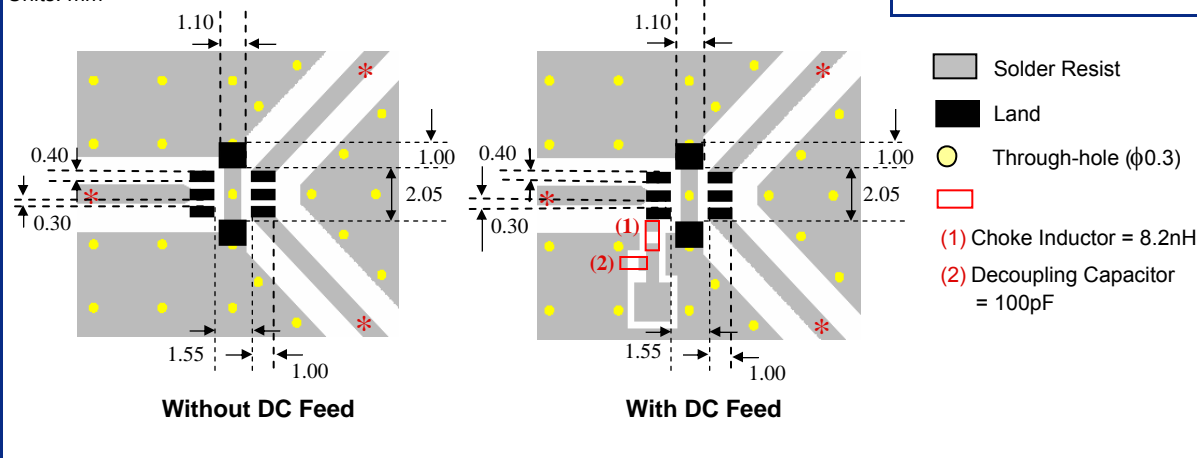 1.10
1.10
Solder Resist
Land
Through-hole (ϕ0.3)
0.40
1.00
2.05
*
*
*
0.30
1.55
1.00
Without DC Feed
0.40
1.00
2.05
*
*
*
0.30
(1)
(2)
1.55
1.00
With DC Feed
(1) Choke Inductor = 8.2nH
(2) Decoupling Capacitor
= 100pF